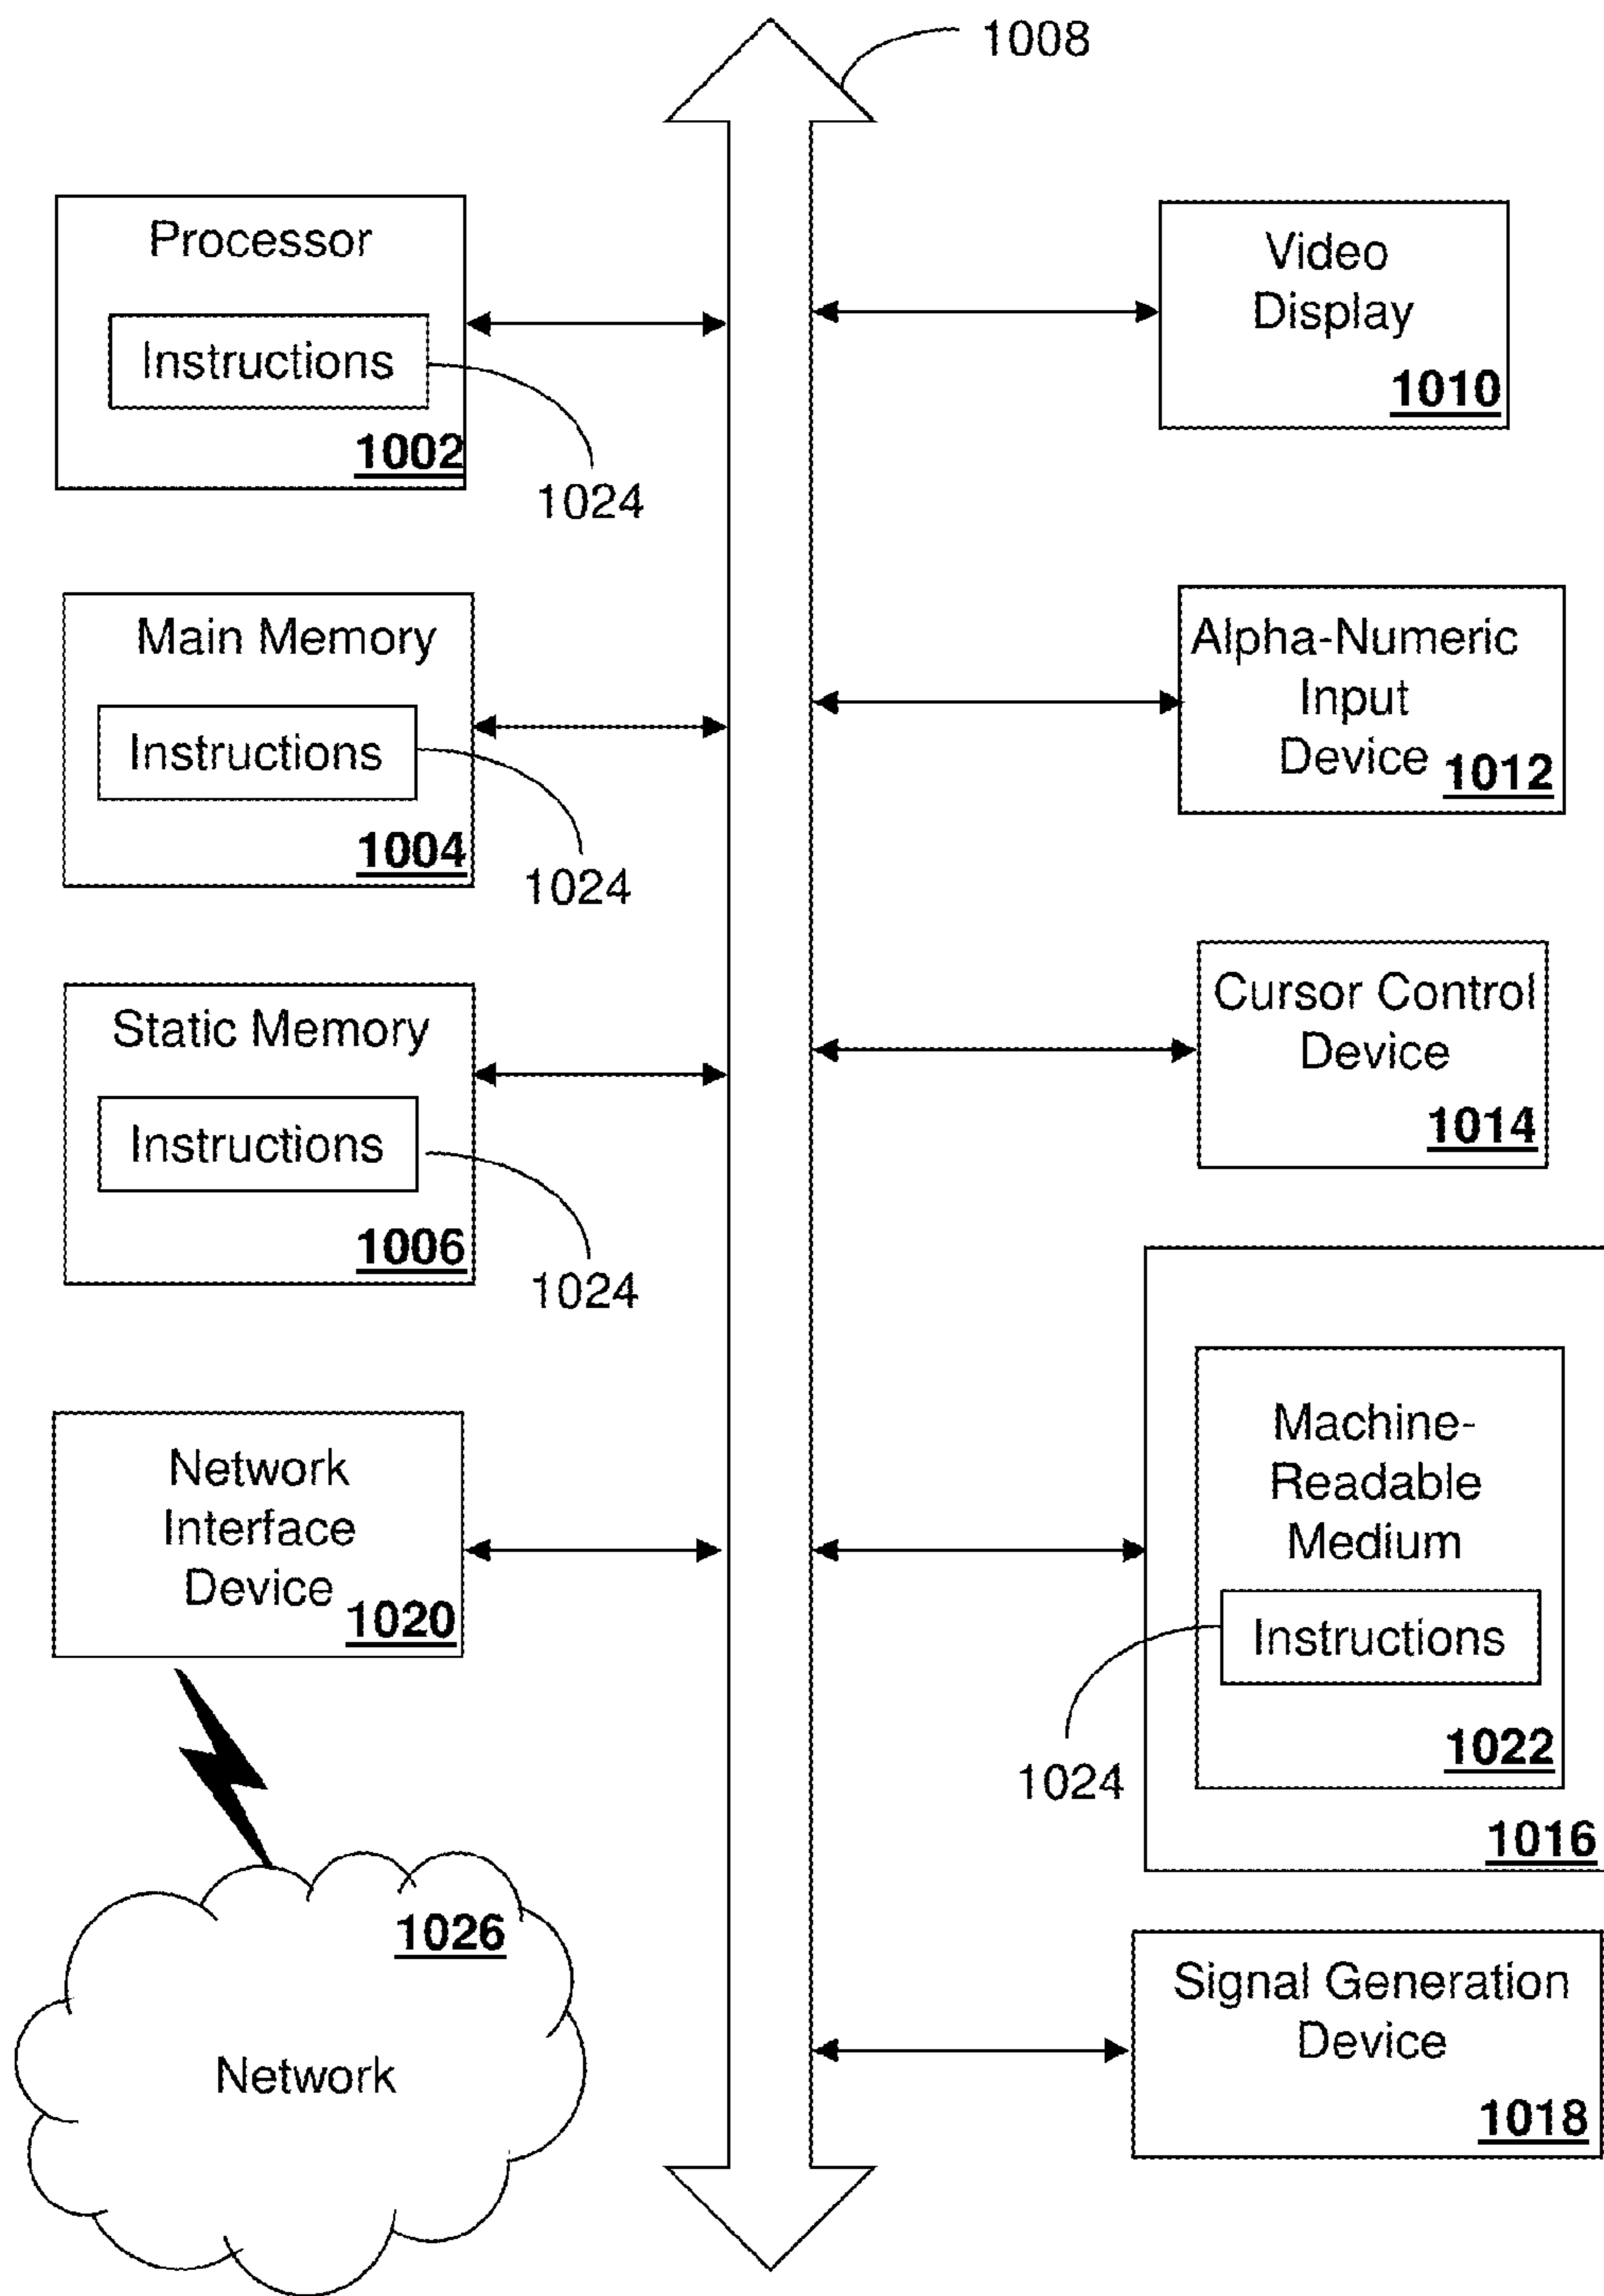 1008
Processor
Instructions
1002
1024
Main Memory
Instructions
1004
1024
Static Memory
Instructions
1006
1024
Network
Interface
Device
1020
1026
Network
Video
Display
1010
Alpha-Numeric
Input
Device
1012
Cursor Control
Device
1014
Machine-
Readable
Medium
Instructions
1022
1024
1016
Signal Generation
Device
1018